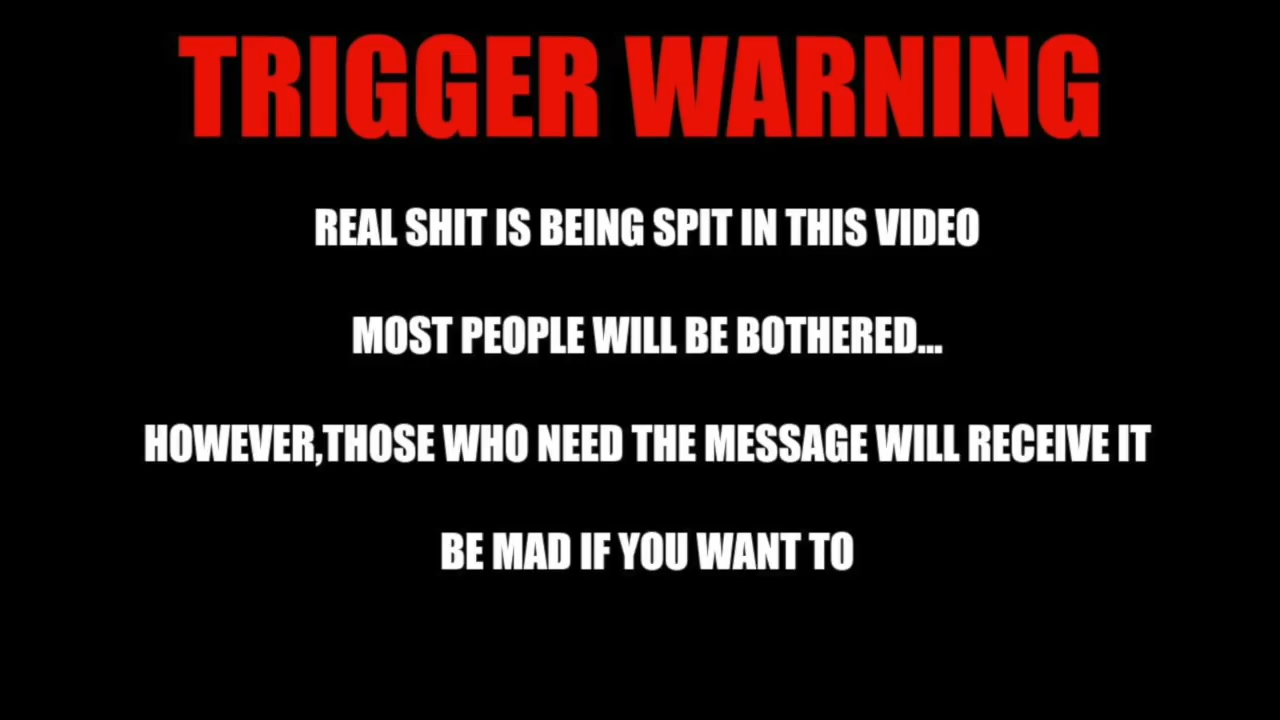 TRIGGER WARNING
REAL SHIT IS BEING SPIT IN THIS VIDEO
MOST PEOPLE WILL BE BOTHERED...
HOWEVER,THOSE WHO NEED THE MESSAGE WILL RECEIVE IT
BE MAD IF YOU WANT TO